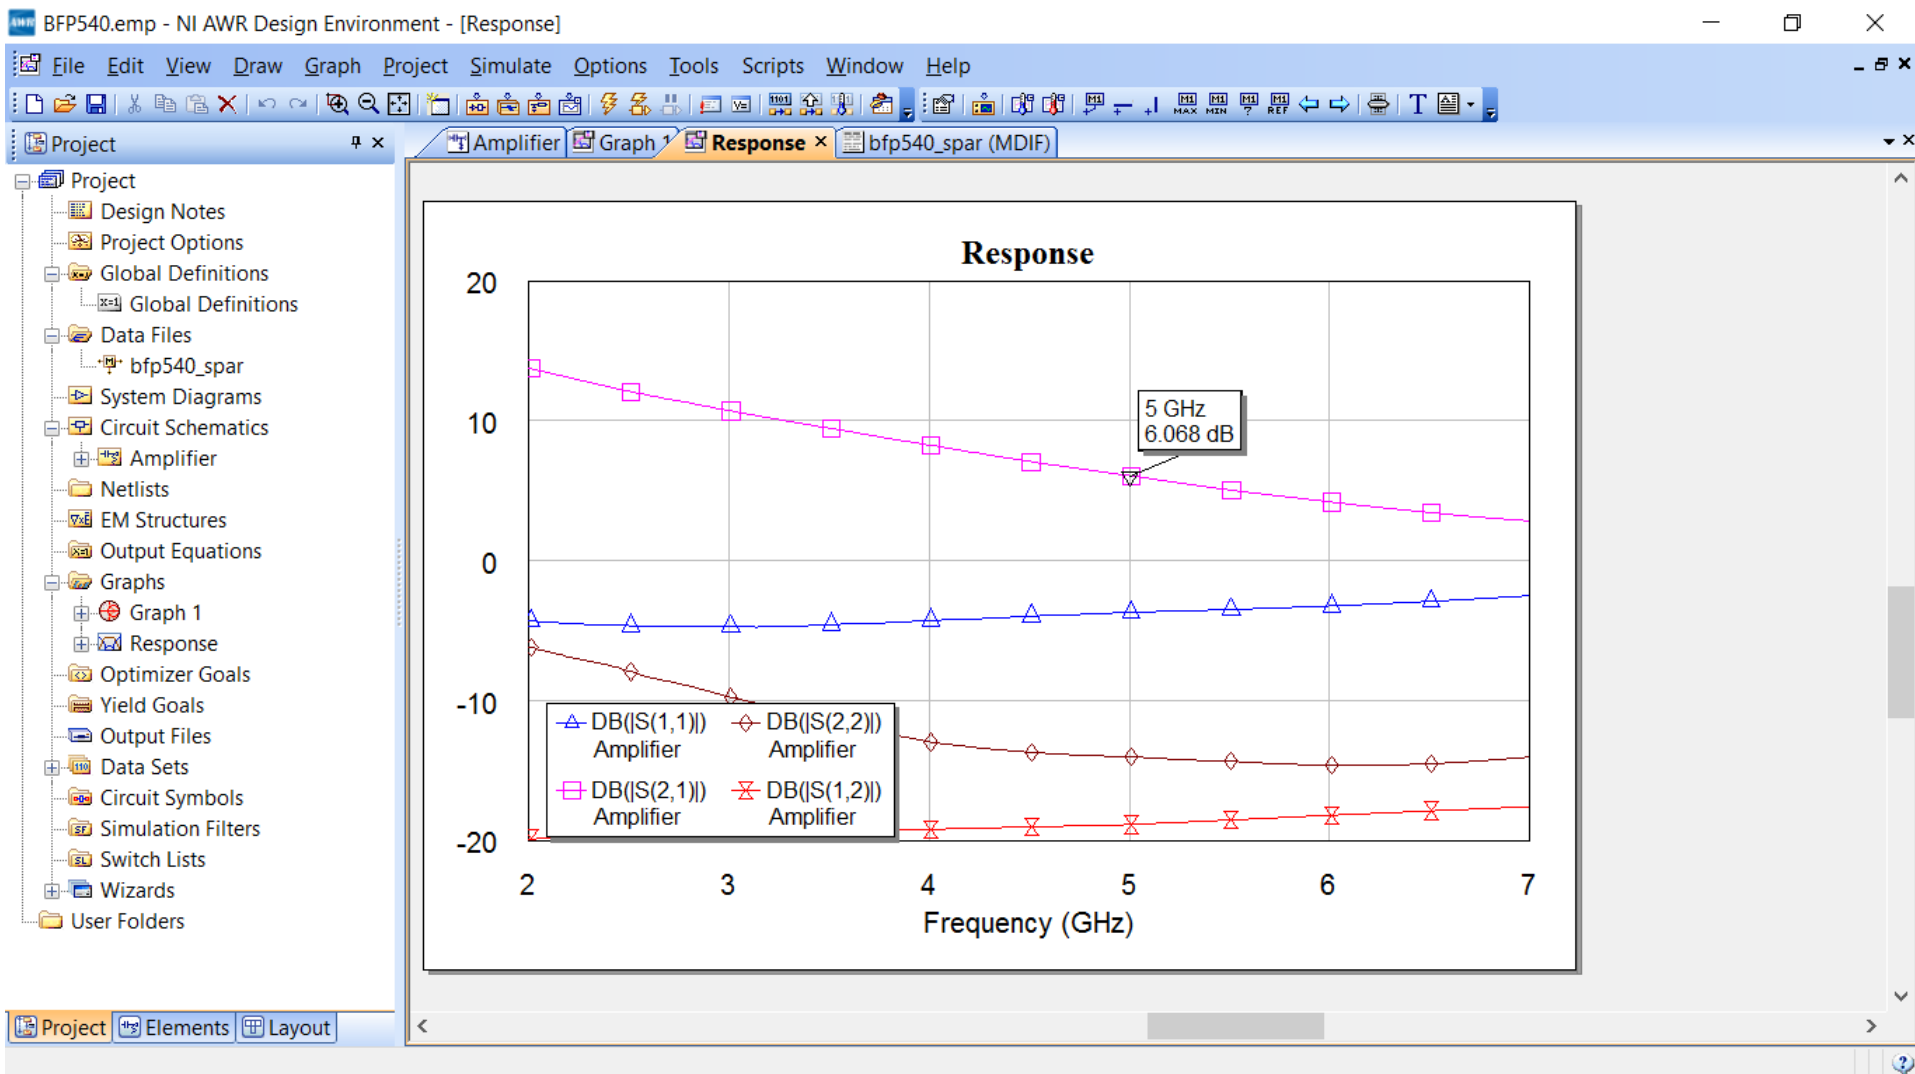 AWR BFP540.emp - NI AWR Design Environment - [Response]
File Edit View Draw Graph Project Simulate Options Tools Scripts Window Help
Project
Amplifier Graph 1 Response bfp540_spar (MDIF)
Project
Design Notes
Project Options
Global Definitions
Global Definitions
Data Files
bfp540_spar
System Diagrams
Circuit Schematics
Amplifier
Netlists
EM Structures
Output Equations
Graphs
Graph 1
Response
Optimizer Goals
Yield Goals
Output Files
Data Sets
Circuit Symbols
Simulation Filters
Switch Lists
Wizards
User Folders
Project Elements Layout
Response
20
10
0
-10
-20
5 GHz
6.068 dB
DB(|S(1,1)|) DB(|S(2,2)|)
Amplifier Amplifier
DB(|S(2,1)|) DB(|S(1,2)|)
Amplifier Amplifier
2 3 4 5 6 7
Frequency (GHz)